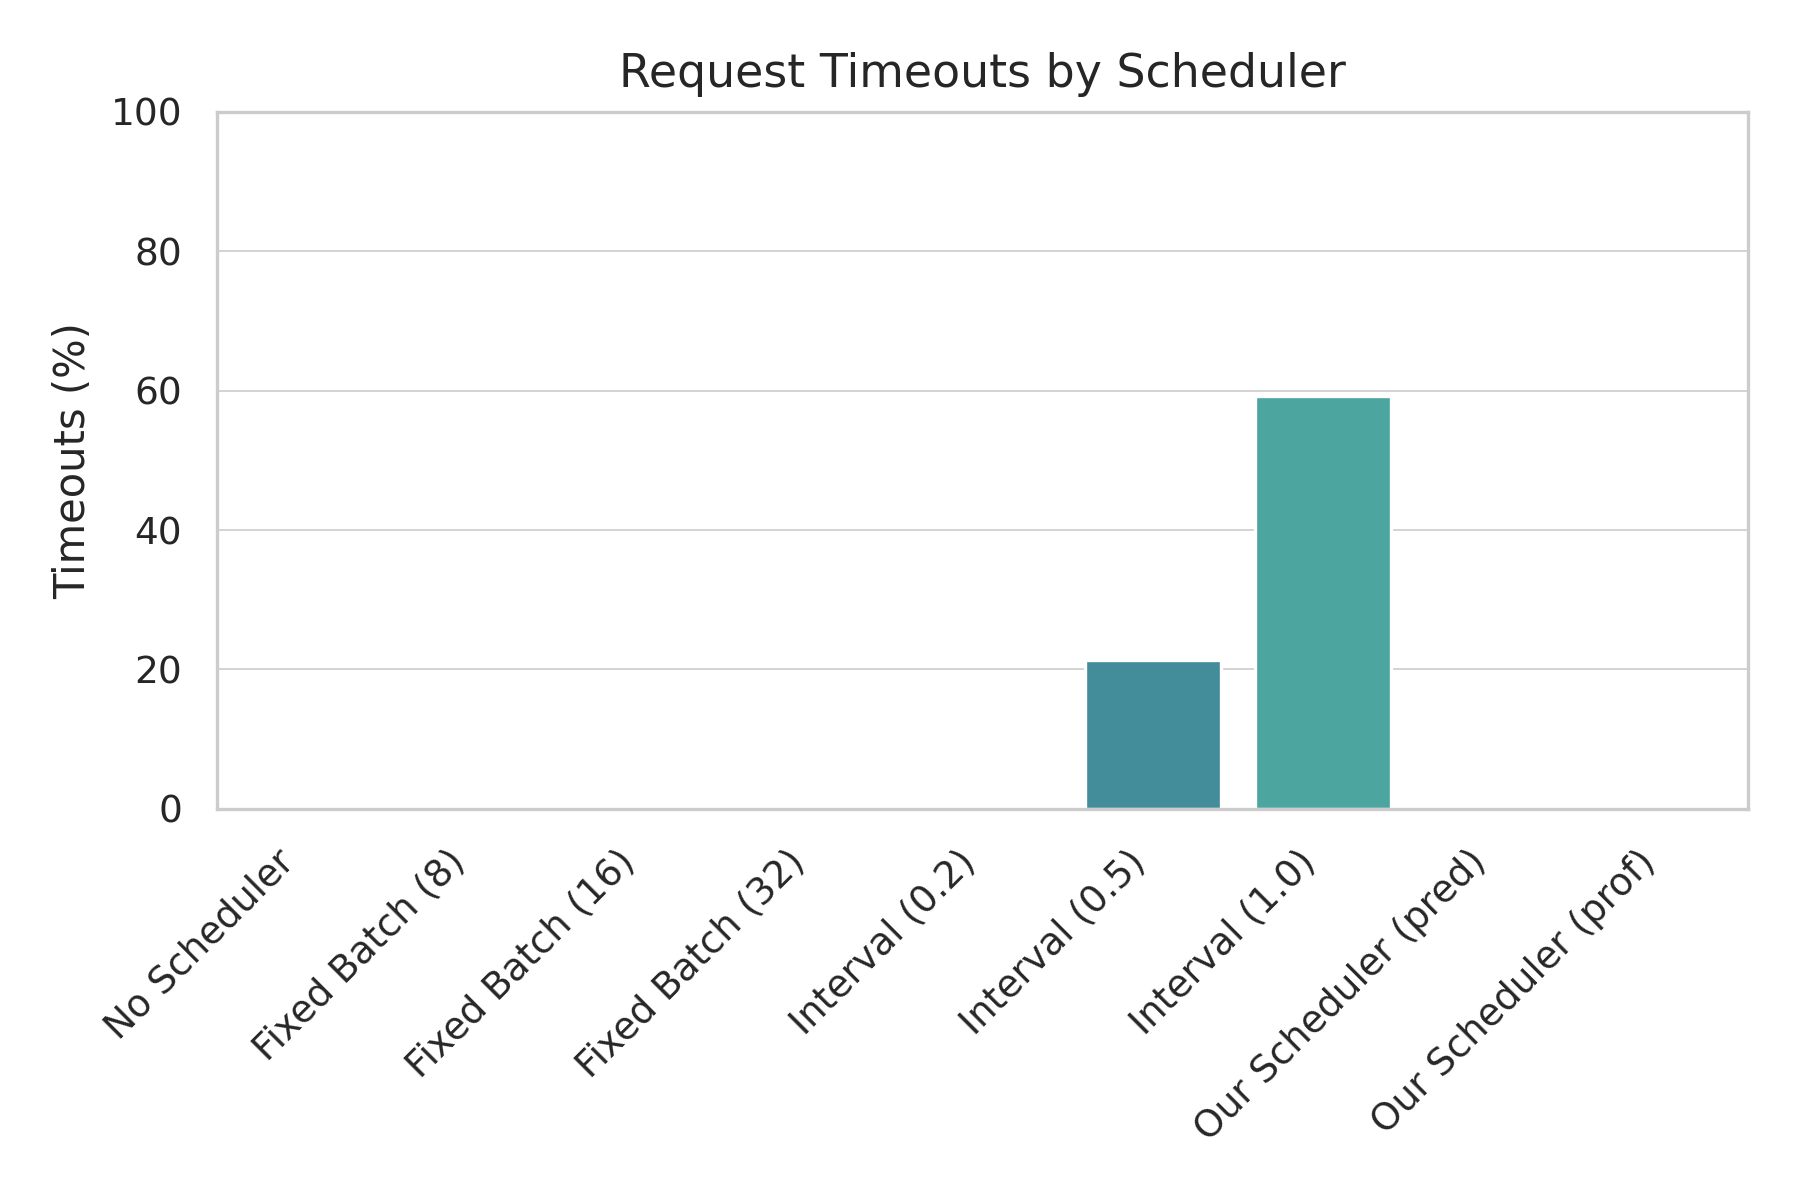 Request Timeouts by Scheduler
Timeouts (%)
100
80
60
40
20
0
No Scheduler
Fixed Batch (8)
Fixed Batch (16)
Fixed Batch (32)
Interval (0.2)
Interval (0.5)
Interval (1.0)
Our Scheduler (pred)
Our Scheduler (prof)